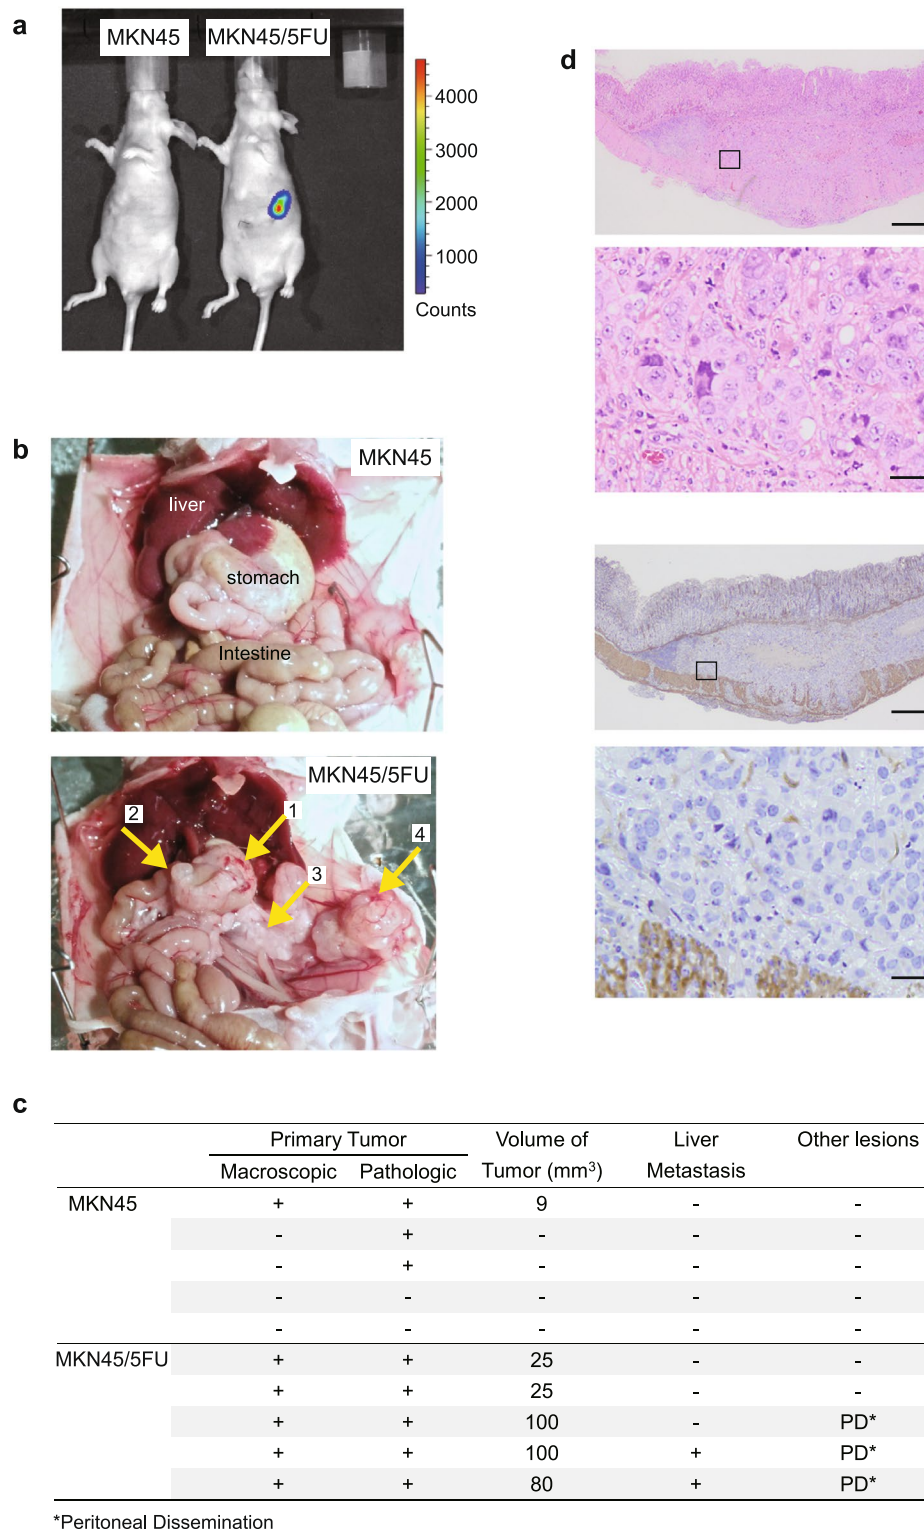 a
MKN45
MKN45/5FU
4000
3000
2000
1000
Counts
b
MKN45
liver
stomach
Intestine
MKN45/5FU
2
1
3
4
d
c
Primary Tumor Volume of Liver Other lesions
Macroscopic Pathologic Tumor (mm³) Metastasis
MKN45 + + 9 - -
- + - - -
- + - - -
- - - - -
- - - - -
MKN45/5FU + + 25 - -
+ + 25 - -
+ + 100 - PD*
+ + 100 + PD*
+ + 80 + PD*
*Peritoneal Dissemination